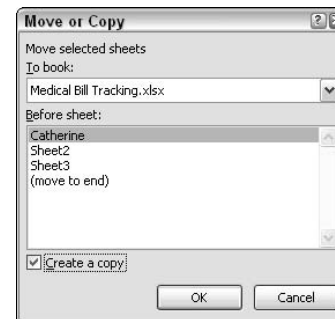 Move or Copy
Move selected sheets
To book:
Medical Bill Tracking.xlsx
Before sheet:
Catherine
Sheet2
Sheet3
(move to end)
Create a copy
OK
Cancel